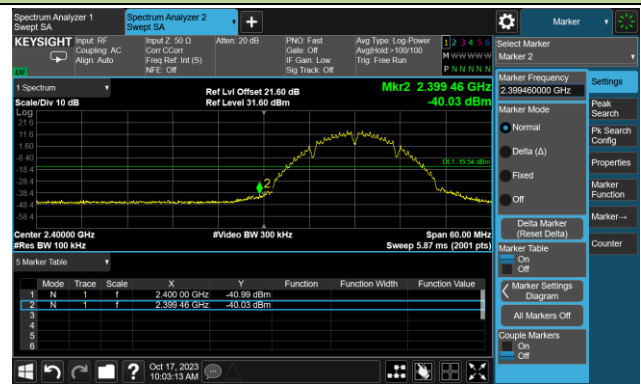 Spectrum Analyzer 1
Swept SA
Spectrum Analyzer 2
Swept SA
+
Marker
KEYSIGHT
Input: RF
Coupling: AC
Align: Auto
Input Z: 50 Ω
Corr CCorr
Freq Ref: Int (S)
NFE: Off
Atten: 20 dB
PNO: Fast
Gate: Off
IF Gain: Low
Sig Track: Off
Avg Type: Log-Power
Avg|Hold:>100/100
Trig: Free Run
1 2 3 4 5 6
M W W W W W
P N N N N N
LW
Select Marker
Marker 2
1 Spectrum
Scale/Div 10 dB
Log
Ref Lvl Offset 21.60 dB
Ref Level 31.60 dBm
Mkr2 2.399 46 GHz
-40.03 dBm
21.6
11.6
1.60
-8.40
-18.4
-28.4
-38.4
-48.4
-58.4
DL1 -15.54 dBm
2
Center 2.40000 GHz
#Res BW 100 kHz
#Video BW 300 kHz
Span 60.00 MHz
Sweep 5.87 ms (2001 pts)
5 Marker Table
Mode Trace Scale X Y Function Function Width Function Value
1 N 1 f 2.400 00 GHz -40.99 dBm
2 N 1 f 2.399 46 GHz -40.03 dBm
3
4
5
6
Marker Frequency
2.399460000 GHz
Marker Mode
Normal
Delta (Δ)
Fixed
Off
Delta Marker
(Reset Delta)
Marker Table
On
Off
Marker Settings
Diagram
All Markers Off
Couple Markers
On
Off
Settings
Peak
Search
Pk Search
Config
Properties
Marker
Function
Marker→
Counter
?
Oct 17, 2023
10:03:13 AM